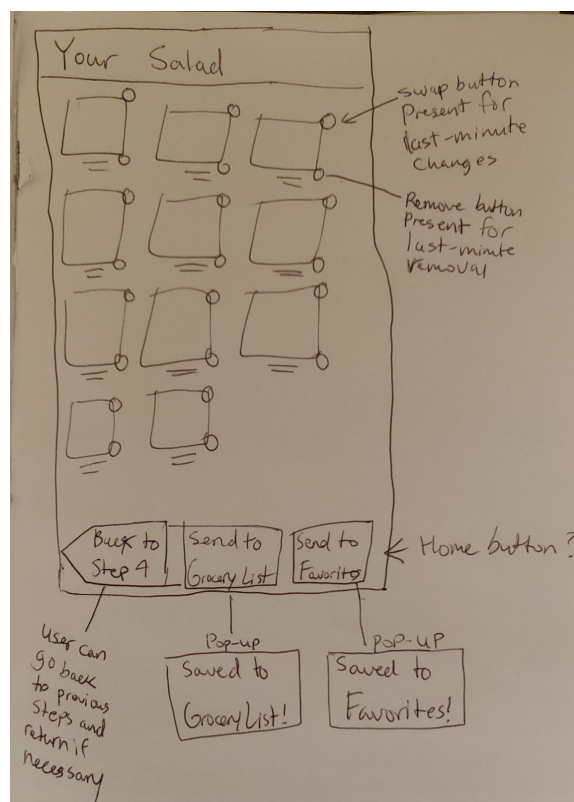 Your Salad
swap button
Present for
last-minute
changes
Remove button
Present for
last-minute
removal
Back to
Step 4
Send to
Grocery List
Send to
Favorites
Home button?
User can
go back
to previous
Steps and
return if
necessary
Pop-up
Saved to
Grocery List!
POP-UP
Saved to
Favorites!